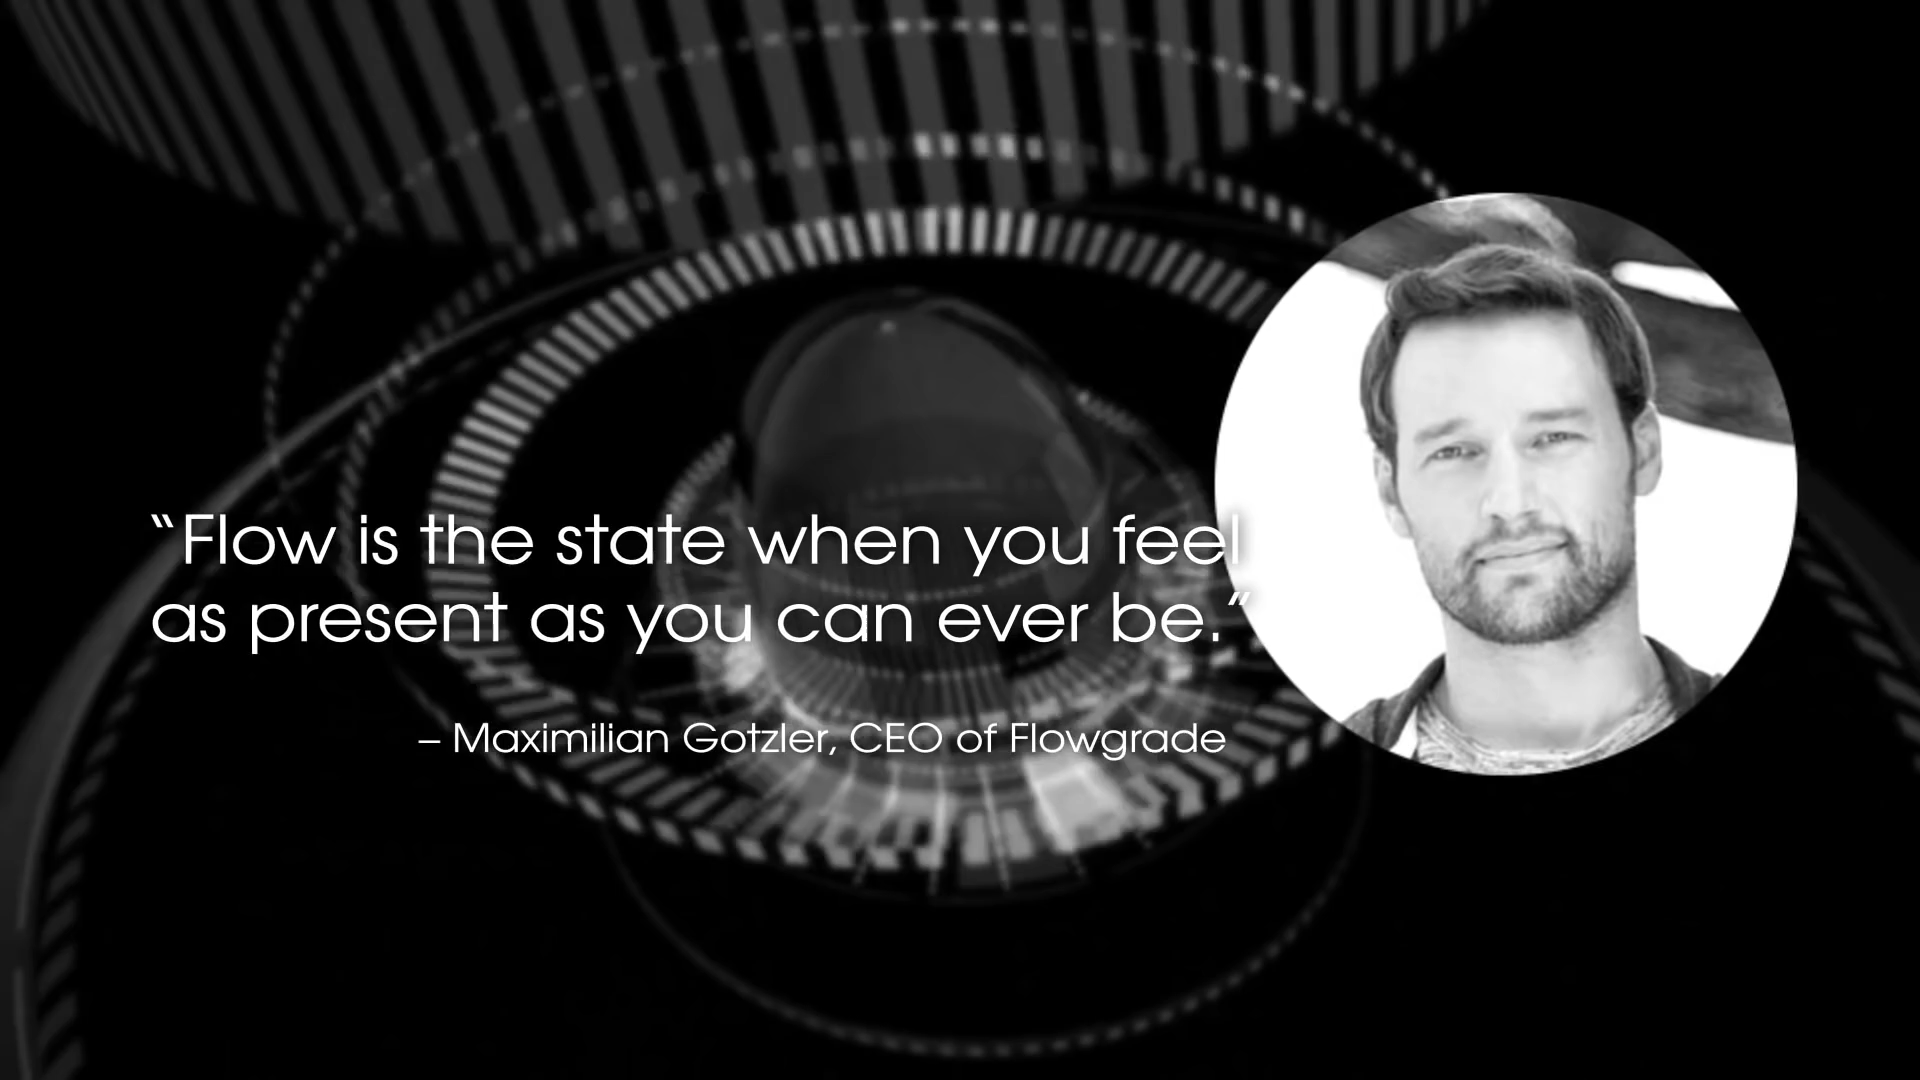 “Flow is the state when you feel
as present as you can ever be.”
– Maximilian Gotzler, CEO of Flowgrade